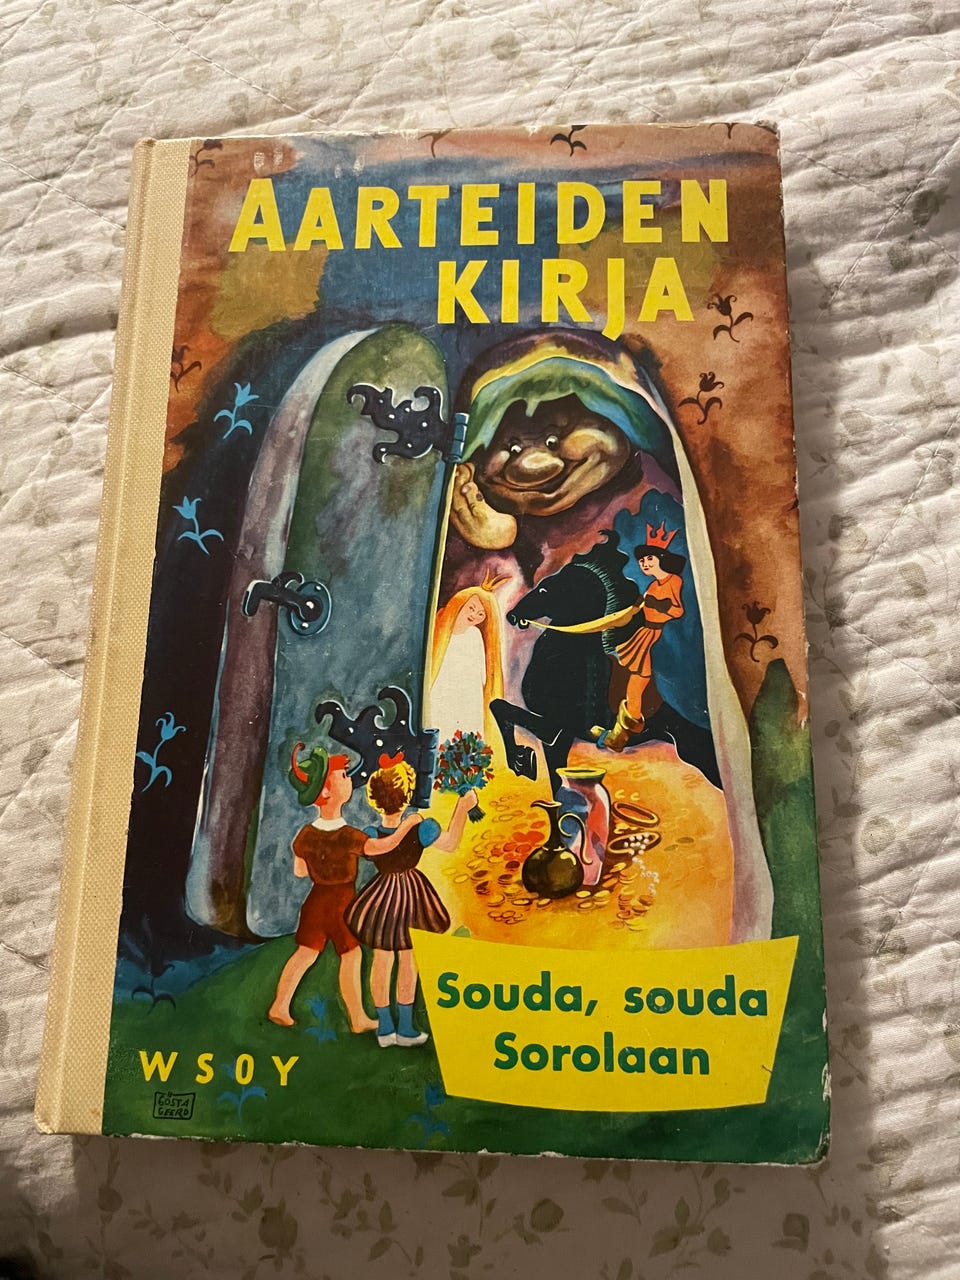 AARTEIDEN
KIRJA
Souda, souda
Sorolaan
WSOY
GÖSTA
GEERD